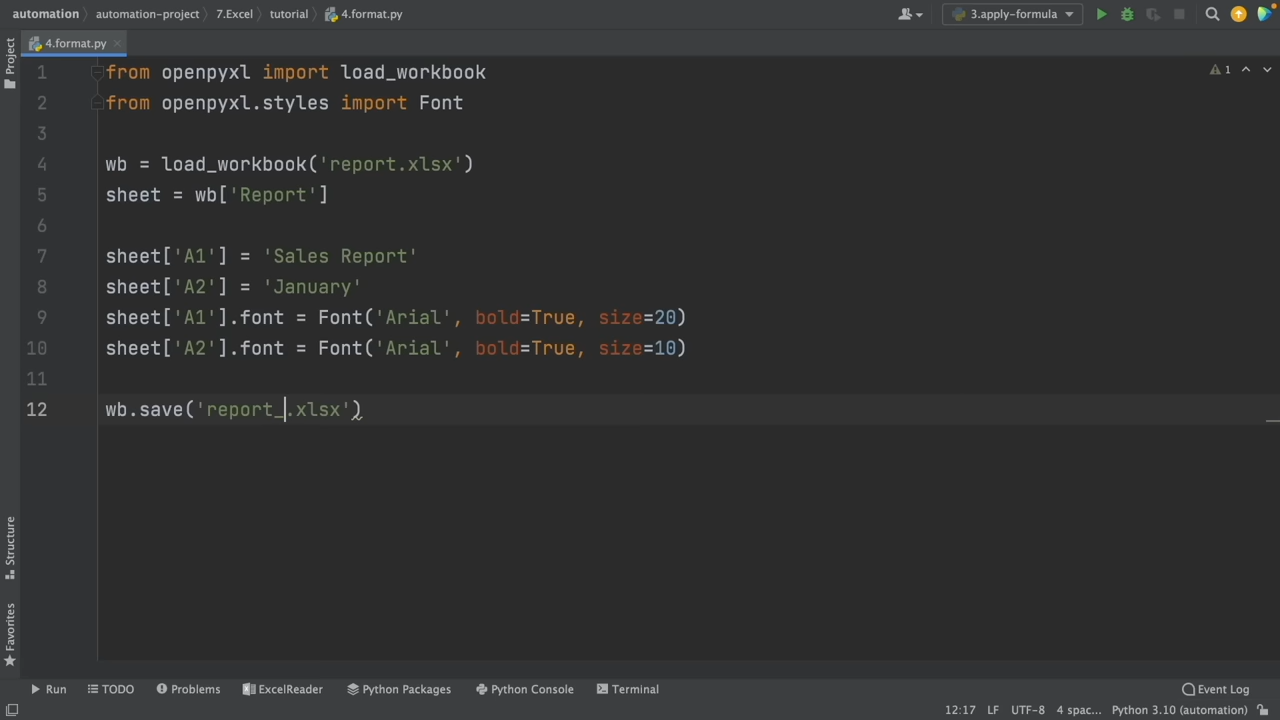 automation > automation-project > 7.Excel > tutorial > 4.format.py
3.apply-formula
4.format.py
Project
1 from openpyxl import load_workbook
1
2 from openpyxl.styles import Font
3
4 wb = load_workbook('report.xlsx')
5 sheet = wb['Report']
6
7 sheet['A1'] = 'Sales Report'
8 sheet['A2'] = 'January'
9 sheet['A1'].font = Font('Arial', bold=True, size=20)
10 sheet['A2'].font = Font('Arial', bold=True, size=10)
11
12 wb.save('report_.xlsx')
Structure
Favorites
Run TODO Problems ExcelReader Python Packages Python Console Terminal Event Log
12:17 LF UTF-8 4 spac... Python 3.10 (automation)